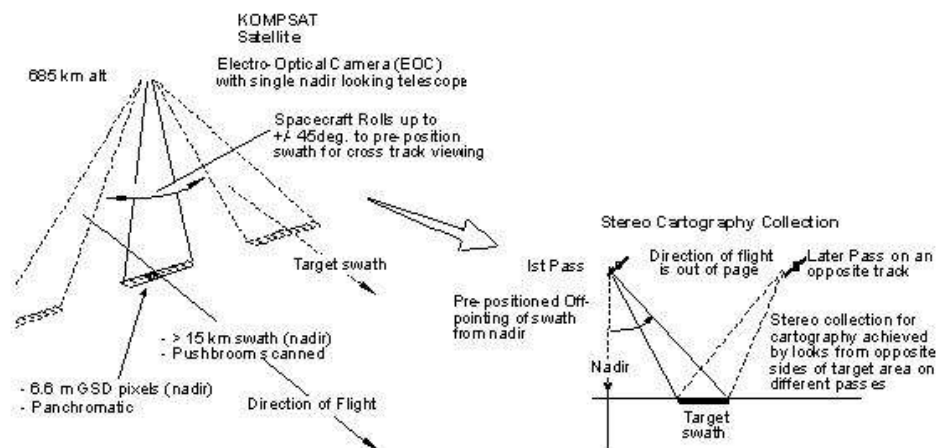 KOMPSAT
Satellite
Electro-Optical Camera (EOC)
with single nadir looking telescope
685 km alt
Spacecraft Rolls up to
+/- 45deg. to pre-position
swath for cross track viewing
Target swath
- > 15 km swath (nadir)
- Pushbroom scanned
- 6.6 m GSD pixels (nadir)
- Panchromatic
Direction of Flight
Stereo Cartography Collection
Ist Pass
Direction of flight
is out of page
Later Pass on an
opposite track
Pre-positioned Off-
pointing of swath
from nadir
Stereo collection for
cartography achieved
by looks from opposite
sides of target area on
different passes
Nadir
Target
swath